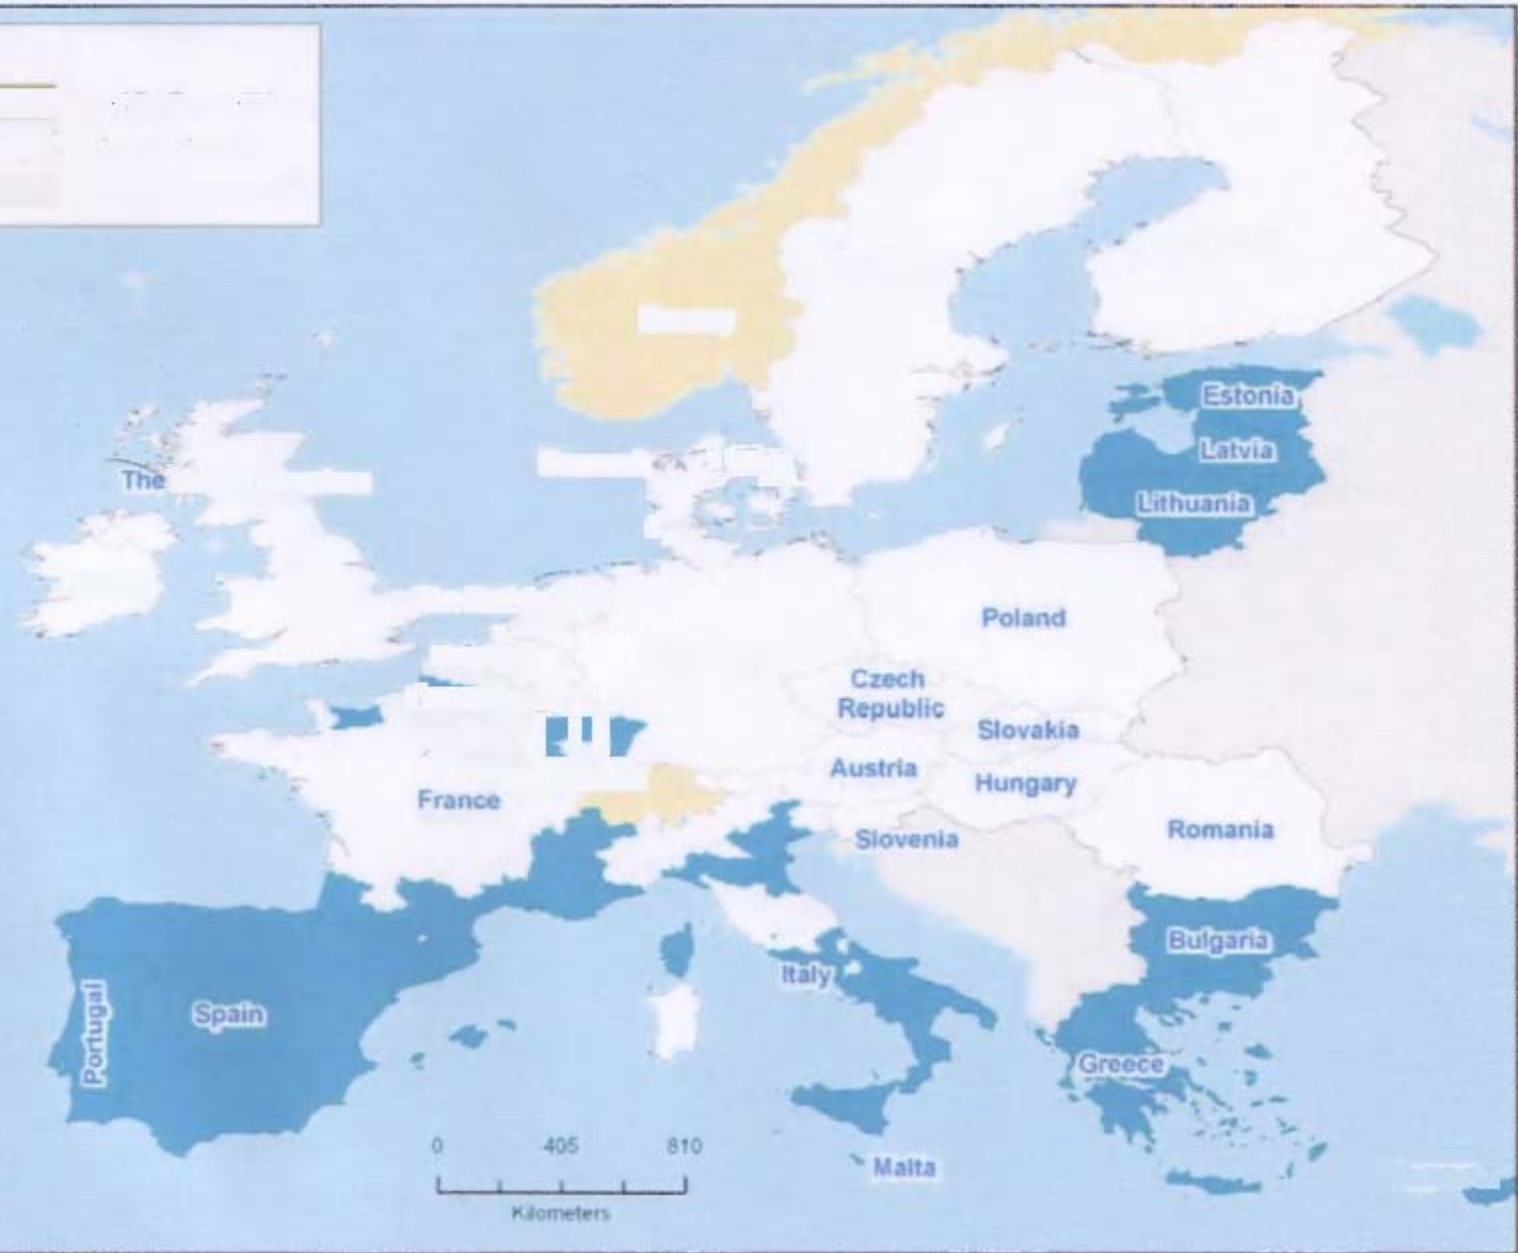 Estonia
Latvia
The
Lithuania
Poland
Czech
Republic
Slovakia
Austria
Hungary
France
Romania
Slovenia
Bulgaria
Italy
Portugal
Spain
Greece
0 405 810
Malta
Kilometers